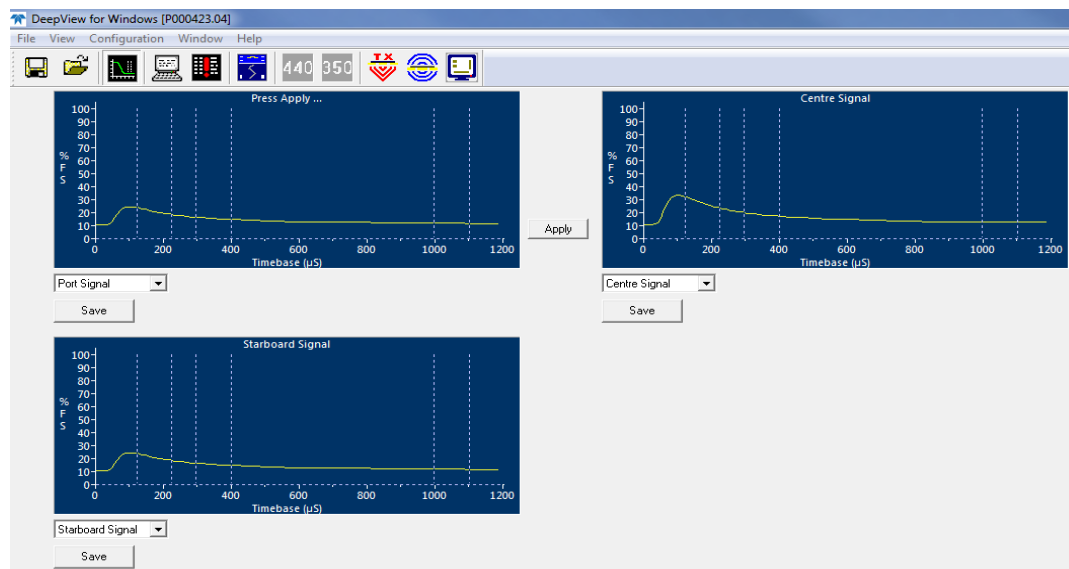 DeepView for Windows [P000423.04]
File View Configuration Window Help
440 350 TX
Press Apply ...
100
90
80
70
% 60
F 50
S 40
30
20
10
0
0 200 400 600 800 1000 1200
Timebase (µS)
Port Signal
Save
Apply
Centre Signal
100
90
80
70
% 60
F 50
S 40
30
20
10
0
0 200 400 600 800 1000 1200
Timebase (µS)
Centre Signal
Save
Starboard Signal
100
90
80
70
% 60
F 50
S 40
30
20
10
0
0 200 400 600 800 1000 1200
Timebase (µS)
Starboard Signal
Save